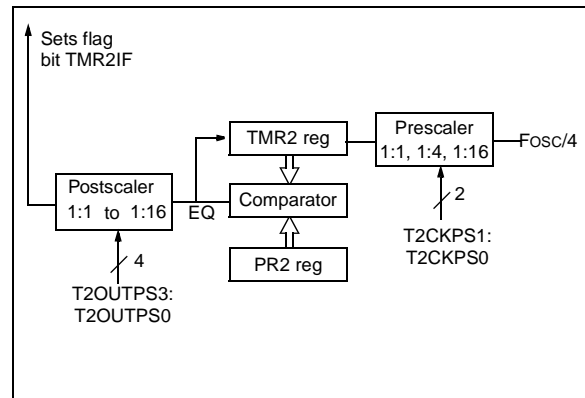 Sets flag
bit TMR2IF
TMR2 reg
Prescaler
1:1, 1:4, 1:16
FOSC/4
Postscaler
1:1 to 1:16
EQ
Comparator
2
T2CKPS1:
T2CKPS0
PR2 reg
4
T2OUTPS3:
T2OUTPS0